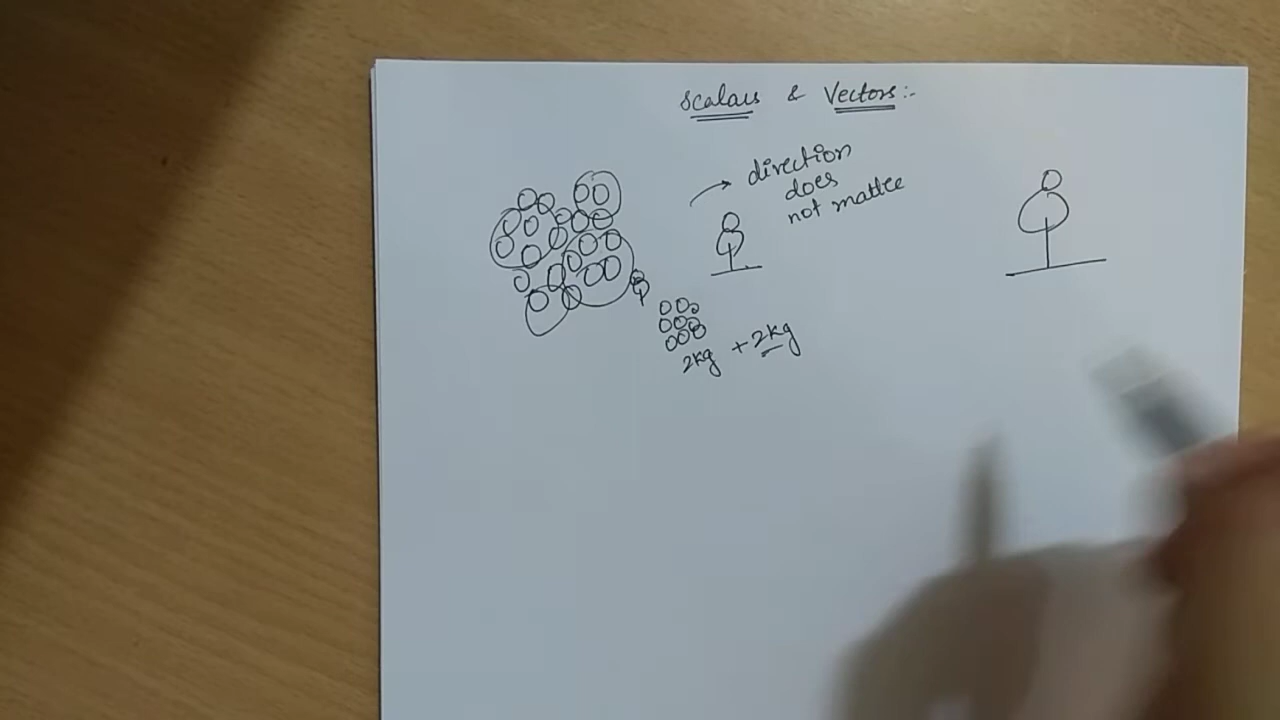 Scalars & Vectors:-
direction
does
not matter
2kg + 2kg